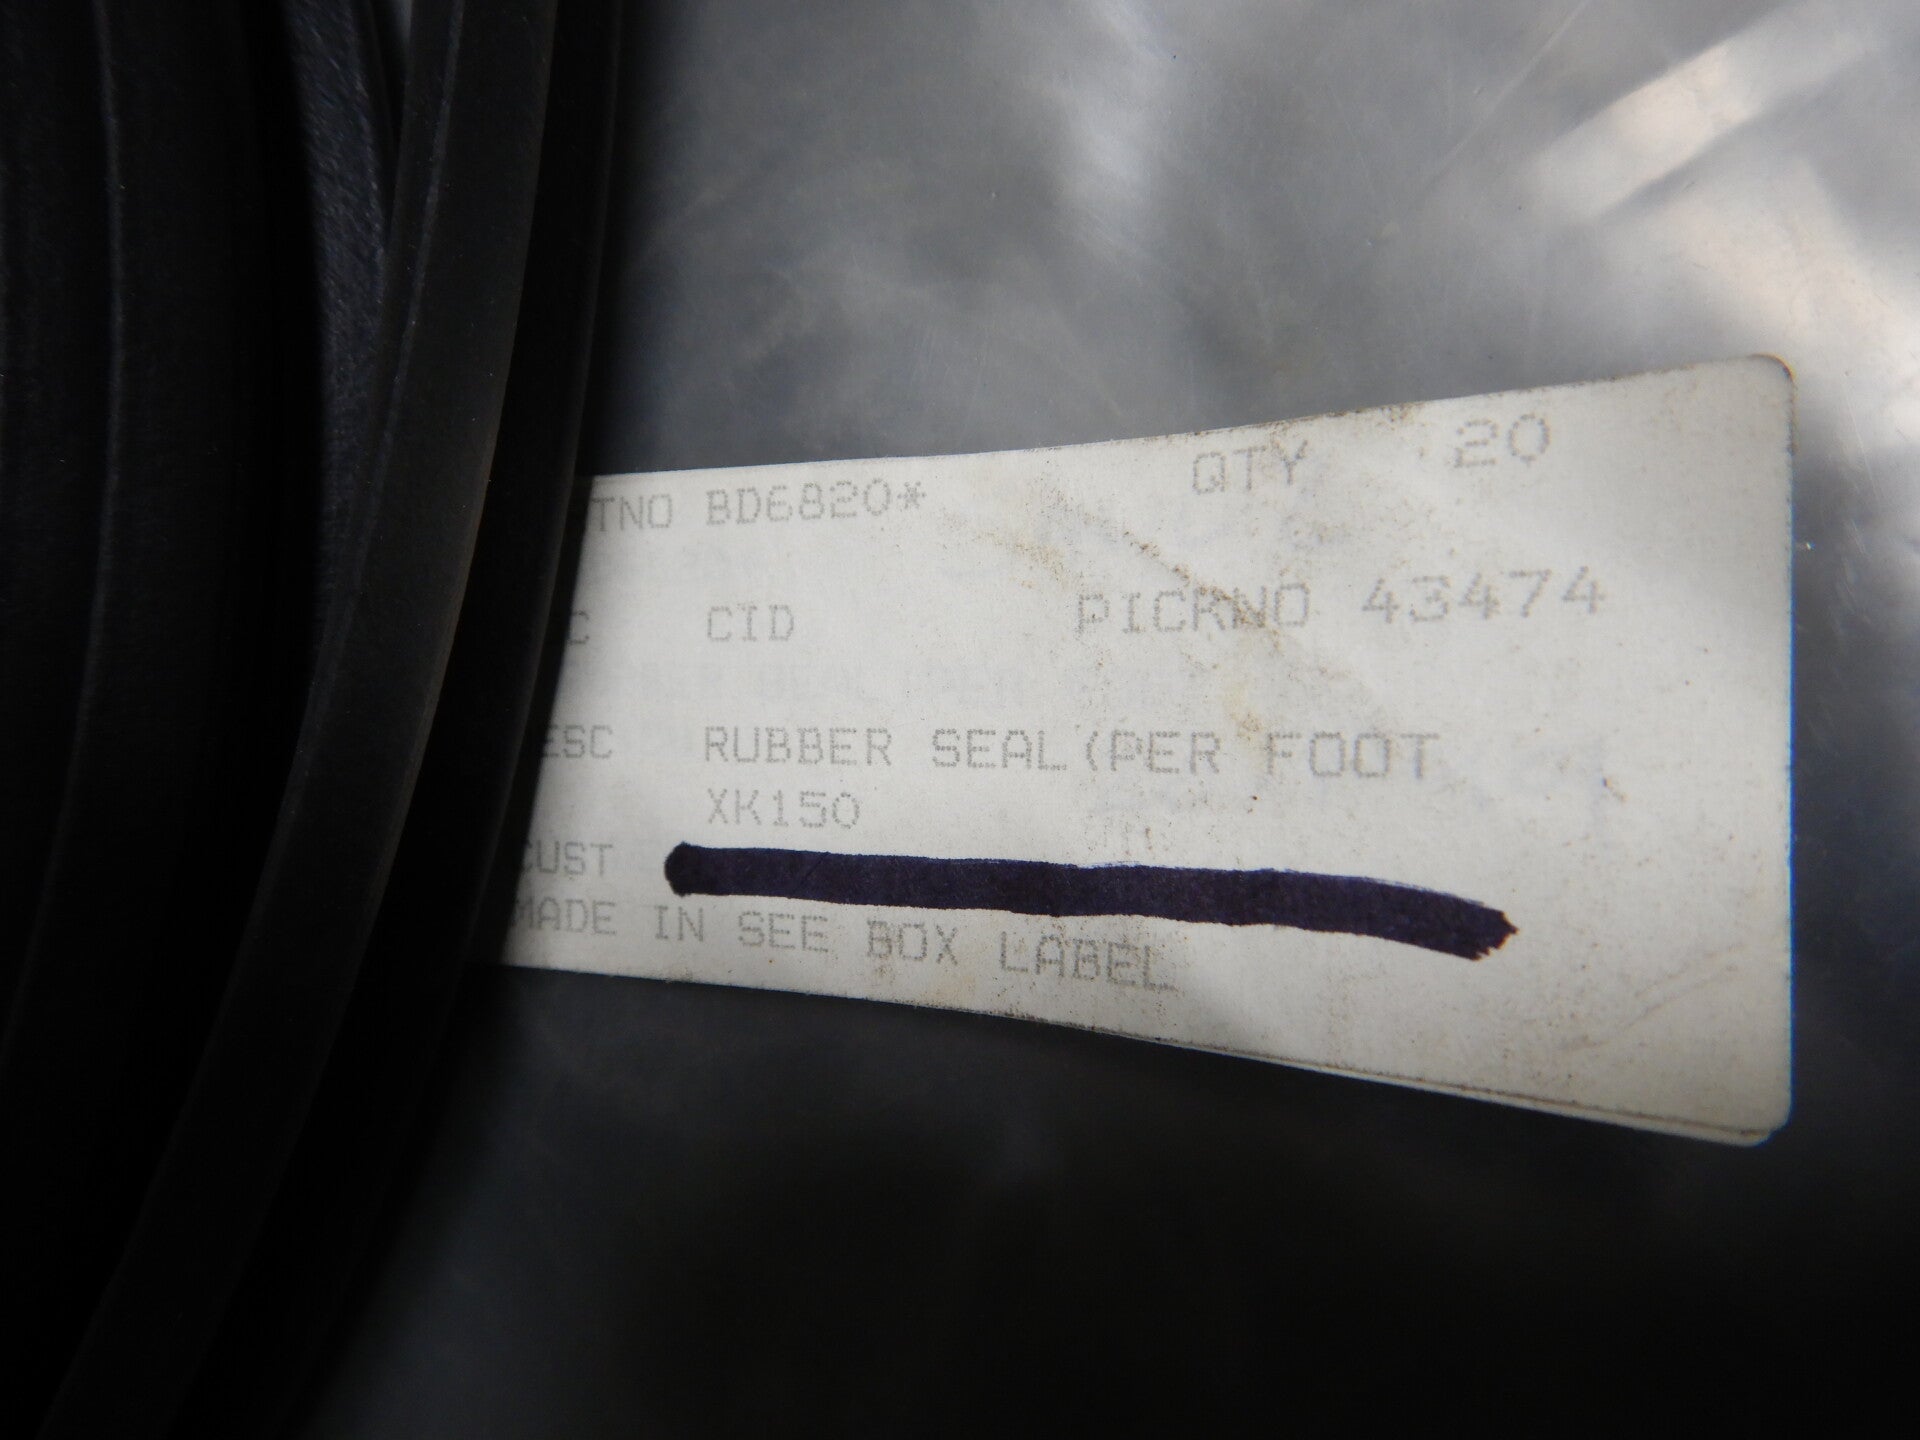 TNO BD6820* QTY 20
C CID PICKNO 43474
ESC RUBBER SEAL(PER FOOT
XK150
CUST
MADE IN SEE BOX LABEL